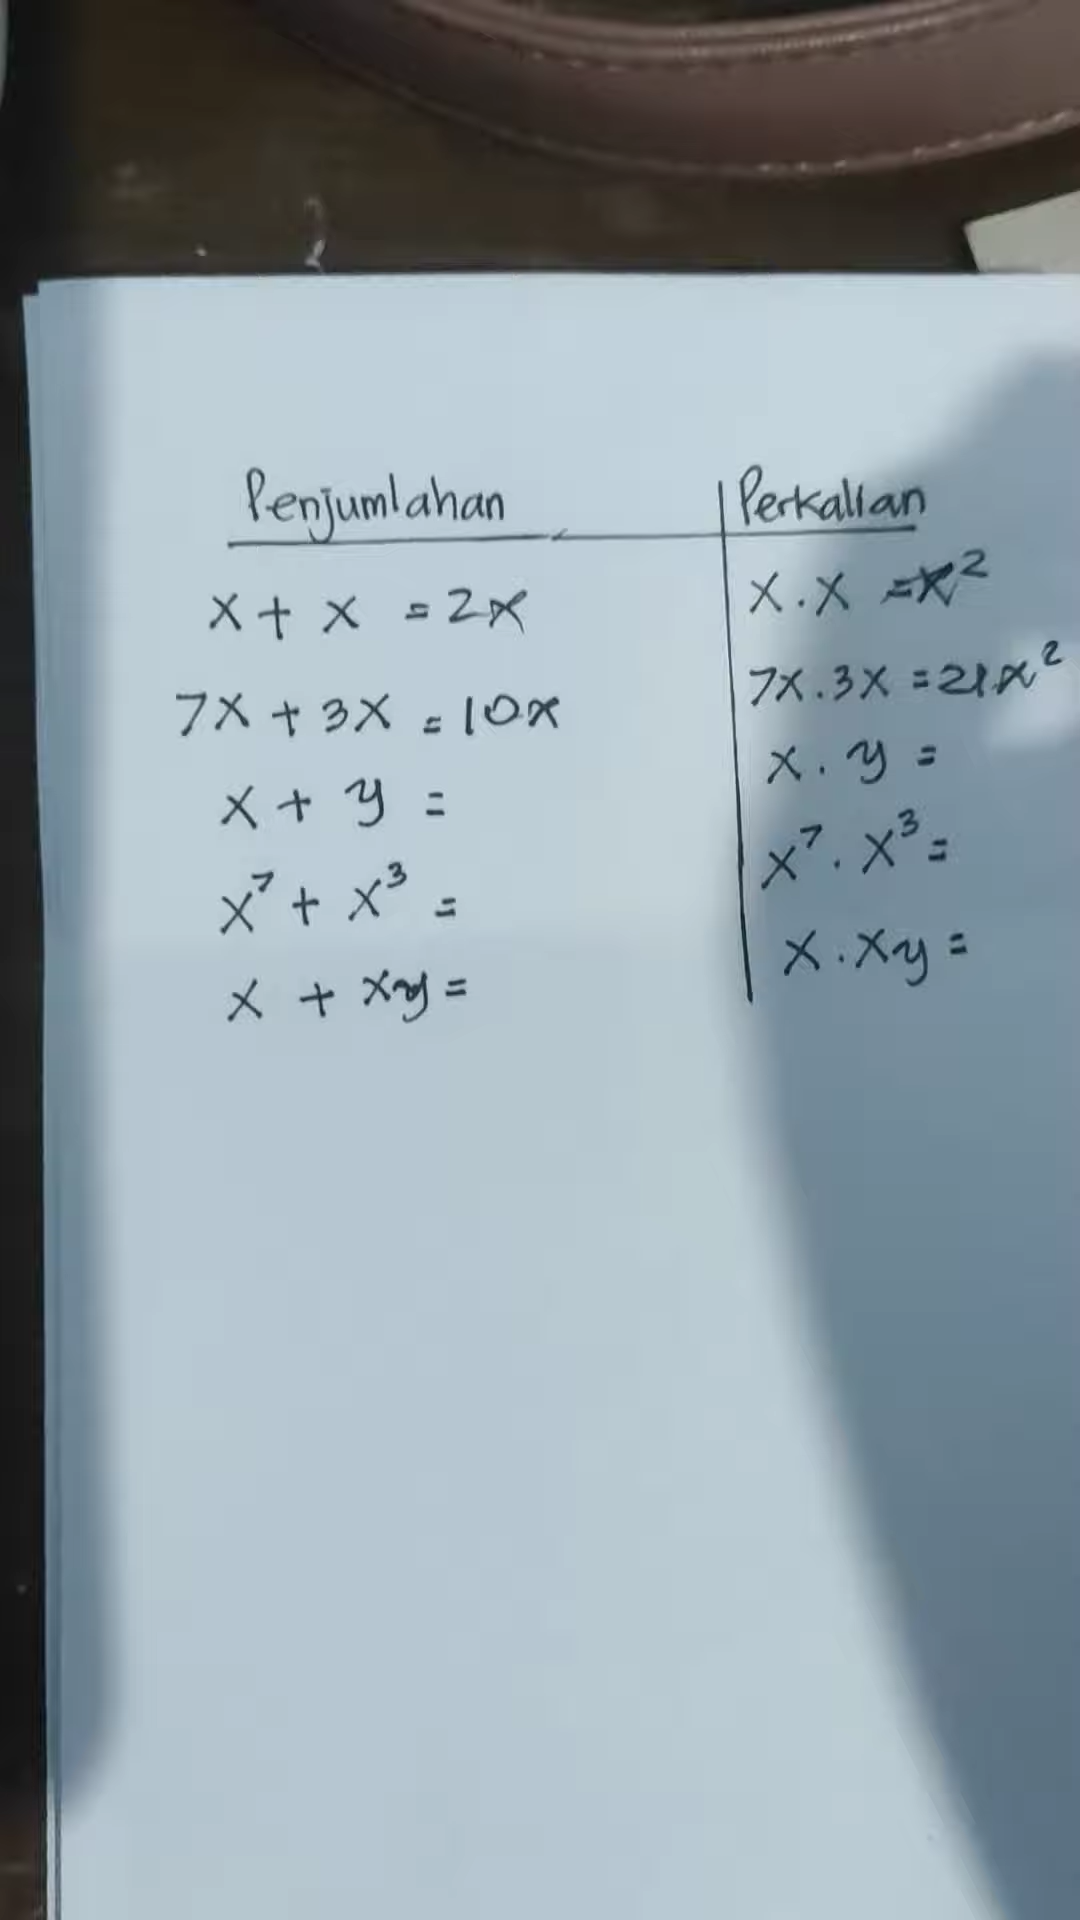 Penjumlahan | Perkalian
x + x = 2x | x . x = x²
7x + 3x = 10x | 7x . 3x = 21x²
x + y = | x . y =
x⁷ + x³ = | x⁷ . x³ =
x + xy = | x . xy =